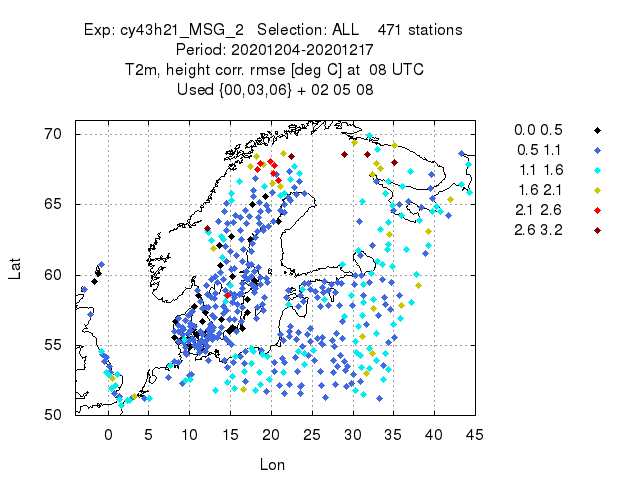 Exp: cy43h21_MSG_2 Selection: ALL 471 stations
Period: 20201204-20201217
T2m, height corr. rmse [deg C] at 08 UTC
Used {00,03,06} + 02 05 08
70
65
60
55
50
Lat
0 5 10 15 20 25 30 35 40 45
Lon
0.0 0.5
0.5 1.1
1.1 1.6
1.6 2.1
2.1 2.6
2.6 3.2